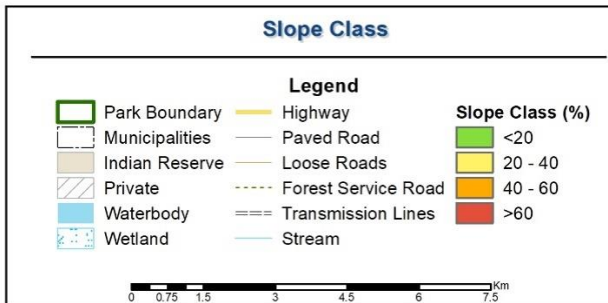 Slope Class
Legend
Park Boundary
Municipalities
Indian Reserve
Private
Waterbody
Wetland
Highway
Paved Road
Loose Roads
Forest Service Road
Transmission Lines
Stream
Slope Class (%)
<20
20 - 40
40 - 60
>60
Km
0 0.75 1.5 3 4.5 6 7.5